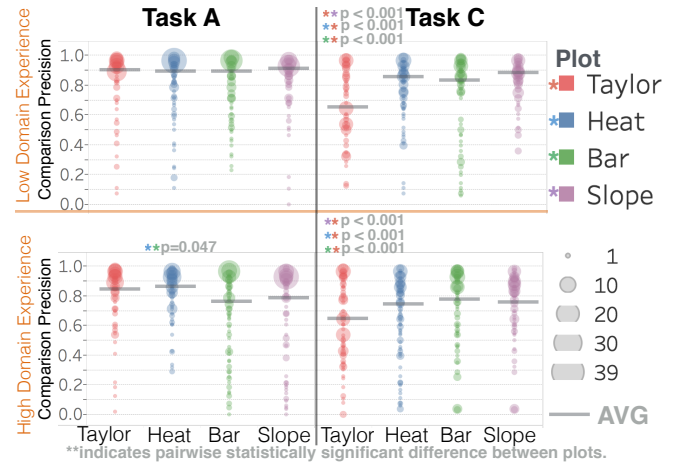 Task A
Task C
**p < 0.001
**p < 0.001
**p < 0.001
Low Domain Experience
Comparison Precision
1.0
0.8
0.6
0.4
0.2
0.0
Plot
*Taylor
*Heat
*Bar
*Slope
**p=0.047
**p < 0.001
**p < 0.001
**p < 0.001
High Domain Experience
Comparison Precision
1.0
0.8
0.6
0.4
0.2
0.0
1
10
20
30
39
AVG
Taylor Heat Bar Slope Taylor Heat Bar Slope
**indicates pairwise statistically significant difference between plots.